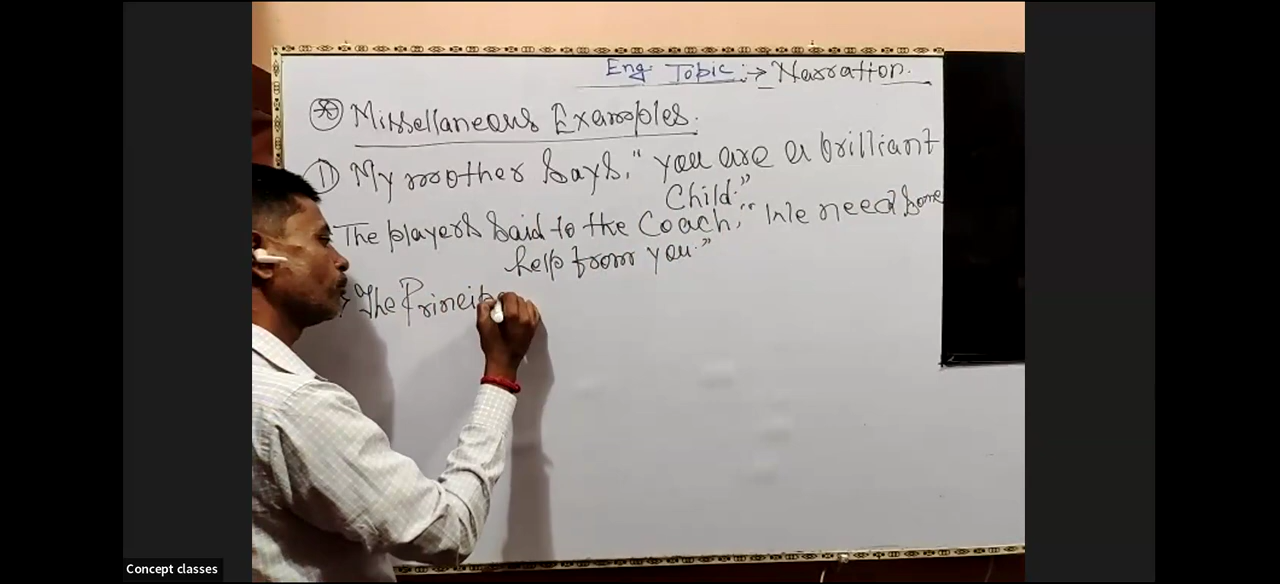 Eng. Topic:→ Narration.
Missellaneous Examples.
1) My mother says, "you are a brilliant
Child."
The players said to the Coach, "We need some
help from you."
The Princip
Concept classes